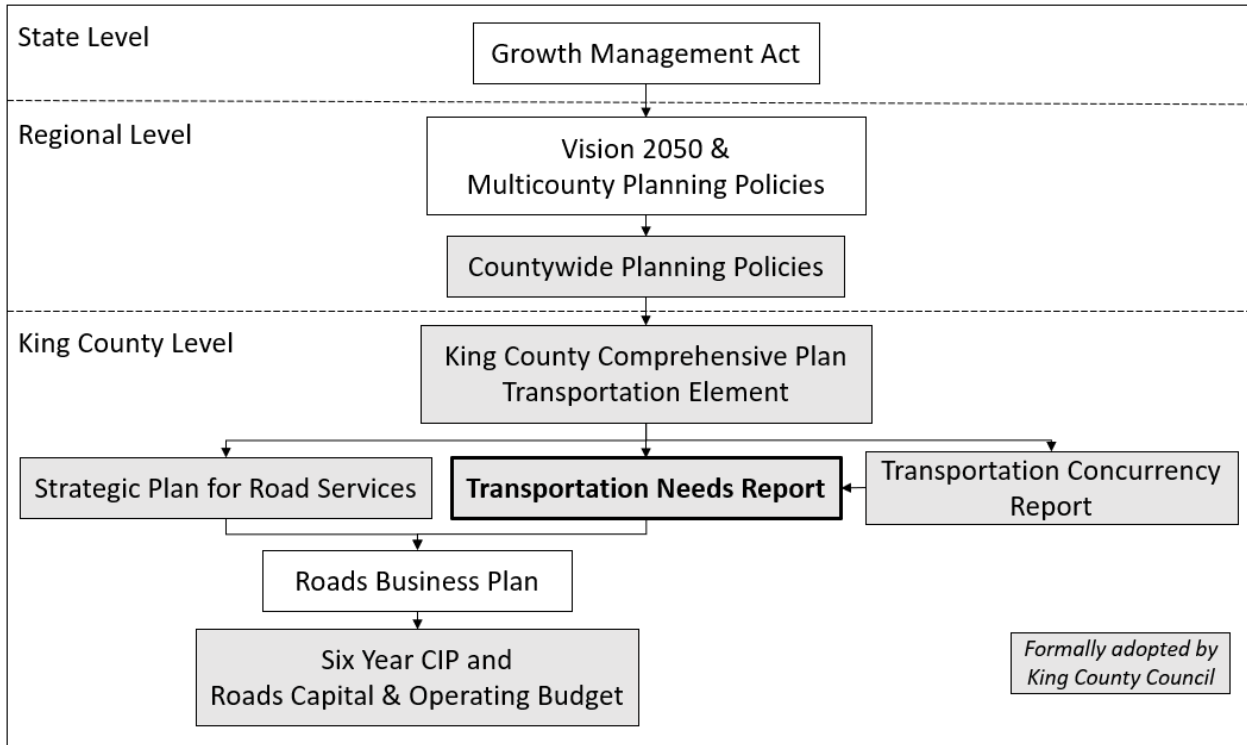 State Level
Growth Management Act
Regional Level
Vision 2050 &
Multicounty Planning Policies
Countywide Planning Policies
King County Level
King County Comprehensive Plan
Transportation Element
Strategic Plan for Road Services
Transportation Needs Report
Transportation Concurrency
Report
Roads Business Plan
Six Year CIP and
Roads Capital & Operating Budget
Formally adopted by
King County Council